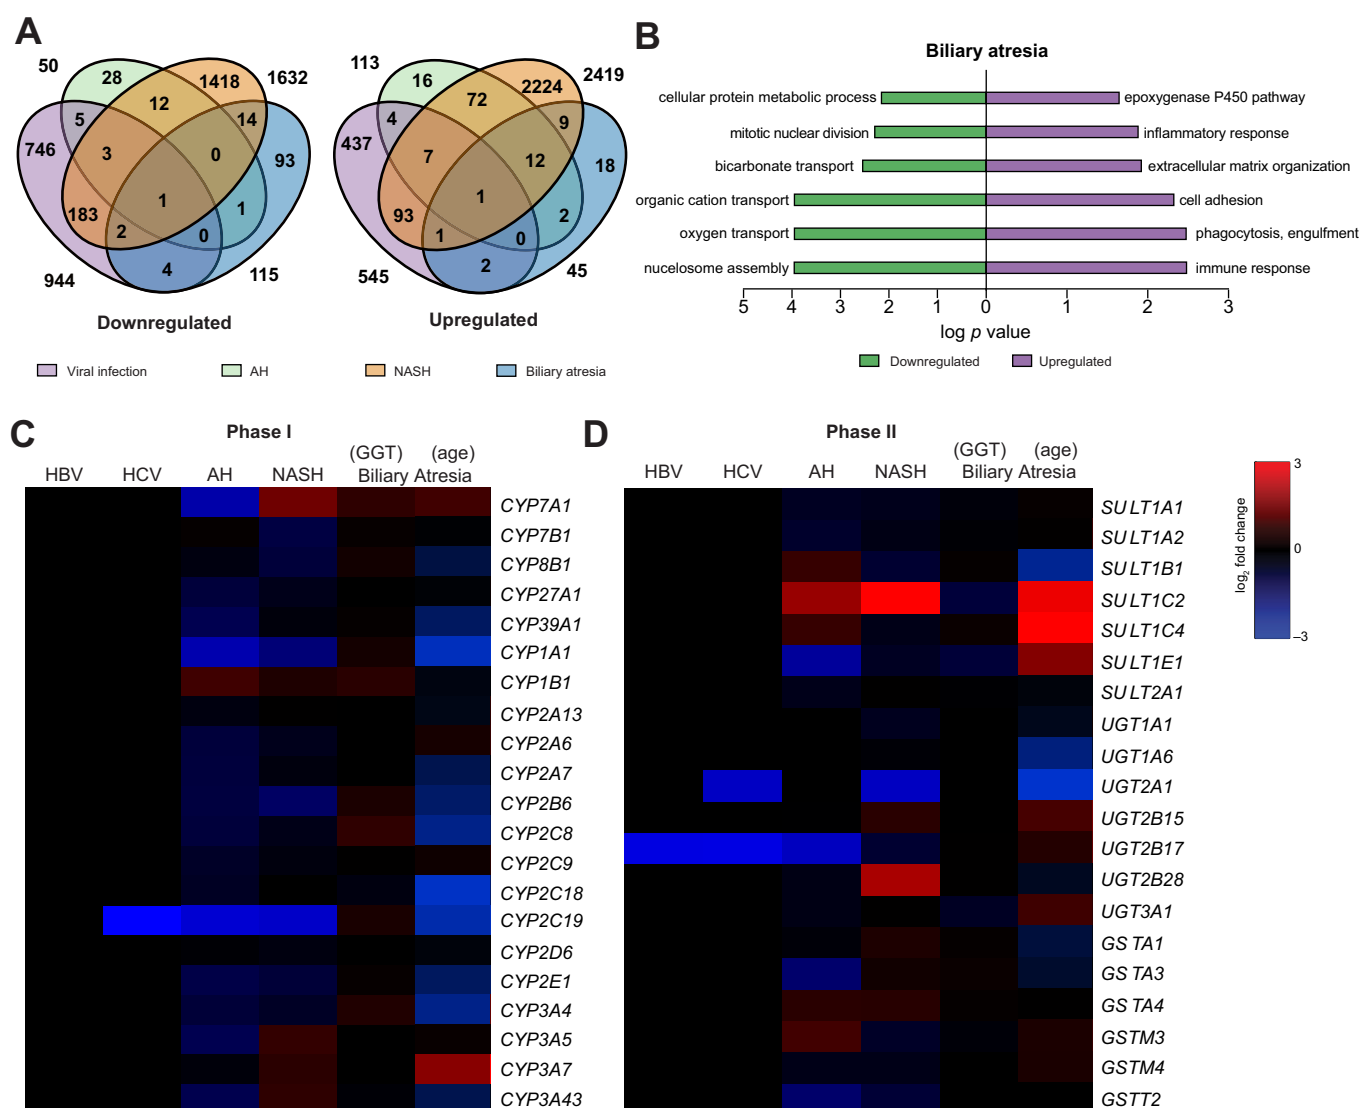 A
50
28
1418
1632
12
5
14
746
3
0
93
1
183
2
0
1
4
944
115
Downregulated
113
16
2224
2419
72
4
9
437
7
12
18
1
93
2
1
0
2
545
45
Upregulated
Viral infection
AH
NASH
Biliary atresia
B
Biliary atresia
cellular protein metabolic process
epoxygenase P450 pathway
mitotic nuclear division
inflammatory response
bicarbonate transport
extracellular matrix organization
organic cation transport
cell adhesion
oxygen transport
phagocytosis, engulfment
nucelosome assembly
immune response
5 4 3 2 1 0 1 2 3
log p value
Downregulated
Upregulated
C
Phase I
(GGT) (age)
HBV HCV AH NASH Biliary Atresia
CYP7A1
CYP7B1
CYP8B1
CYP27A1
CYP39A1
CYP1A1
CYP1B1
CYP2A13
CYP2A6
CYP2A7
CYP2B6
CYP2C8
CYP2C9
CYP2C18
CYP2C19
CYP2D6
CYP2E1
CYP3A4
CYP3A5
CYP3A7
CYP3A43
D
Phase II
(GGT) (age)
HBV HCV AH NASH Biliary Atresia
SULT1A1
SULT1A2
SULT1B1
SULT1C2
SULT1C4
SULT1E1
SULT2A1
UGT1A1
UGT1A6
UGT2A1
UGT2B15
UGT2B17
UGT2B28
UGT3A1
GSTA1
GSTA3
GSTA4
GSTM3
GSTM4
GSTT2
3
0
–3
log2 fold change